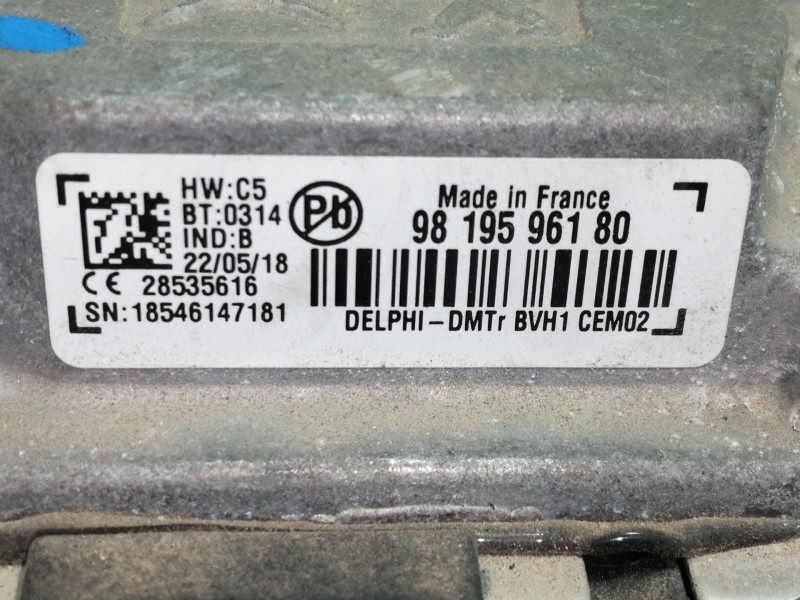 HW:C5
BT:0314
IND:B
22/05/18
CE 28535616
SN:18546147181
Pb
Made in France
98 195 961 80
DELPHI-DMTr BVH1 CEM02